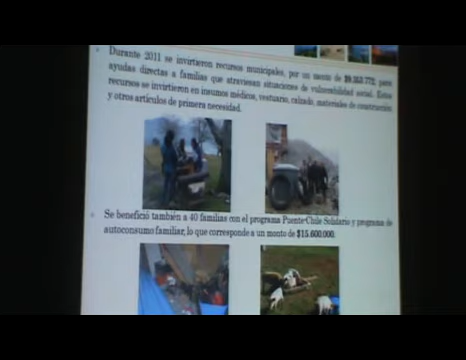 Durante 2011 se invirtieron recursos municipales, por un monto de para
ayudas directas a familias que atraviesan situaciones de vulnerabilidad social. Estos
recursos se invirtieron en insumos médicos, vestuario, calzado, materiales de construcción
y otros artículos de primera necesidad.
Se benefició también a 40 familias con el programa Puente-Chile Solidario y programa de
autoconsumo familiar, lo que corresponde a un monto de $15.600.000.